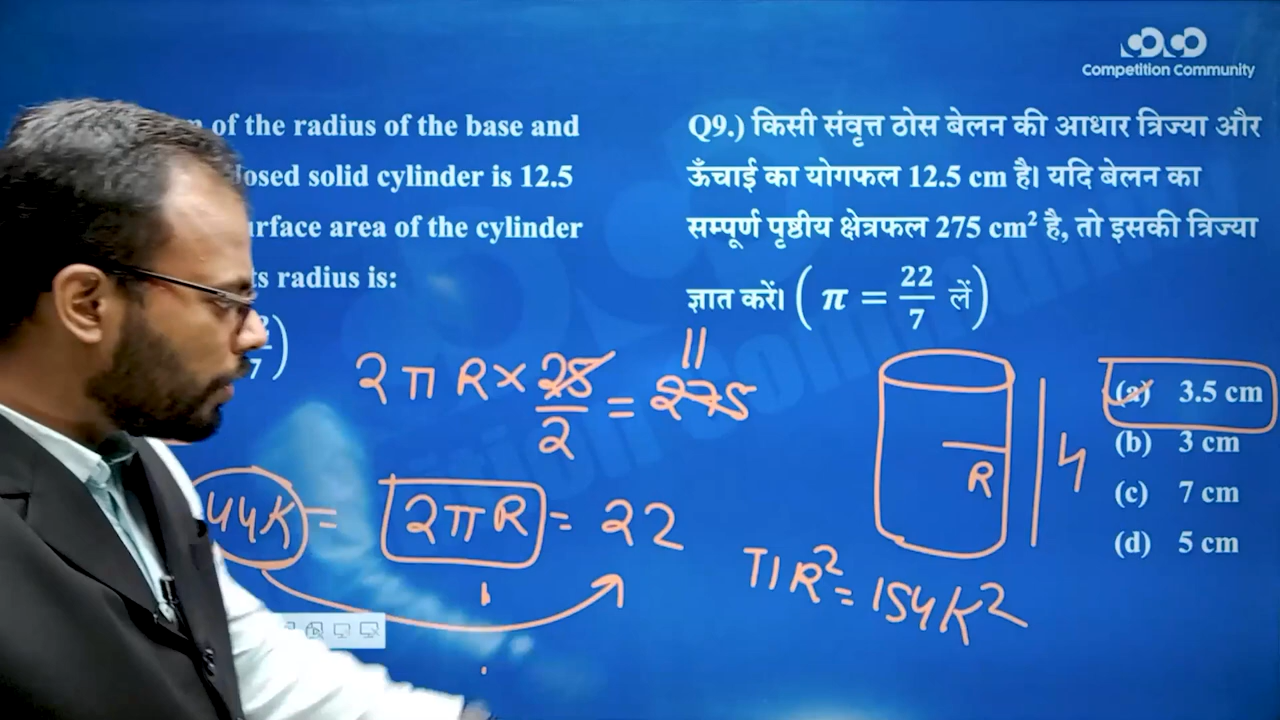 Competition Community
of the radius of the base and
losed solid cylinder is 12.5
urface area of the cylinder
ts radius is:
2
7 )
Q9.) किसी संवृत्त ठोस बेलन की आधार त्रिज्या और
ऊँचाई का योगफल 12.5 cm है। यदि बेलन का
सम्पूर्ण पृष्ठीय क्षेत्रफल 275 cm² है, तो इसकी त्रिज्या
ज्ञात करें। ( π = 22/7 लें)
(a) 3.5 cm
(b) 3 cm
(c) 7 cm
(d) 5 cm
11
2πR × 25/2 = 275
44K = 2πR = 22
R
h
πR² = 154K²